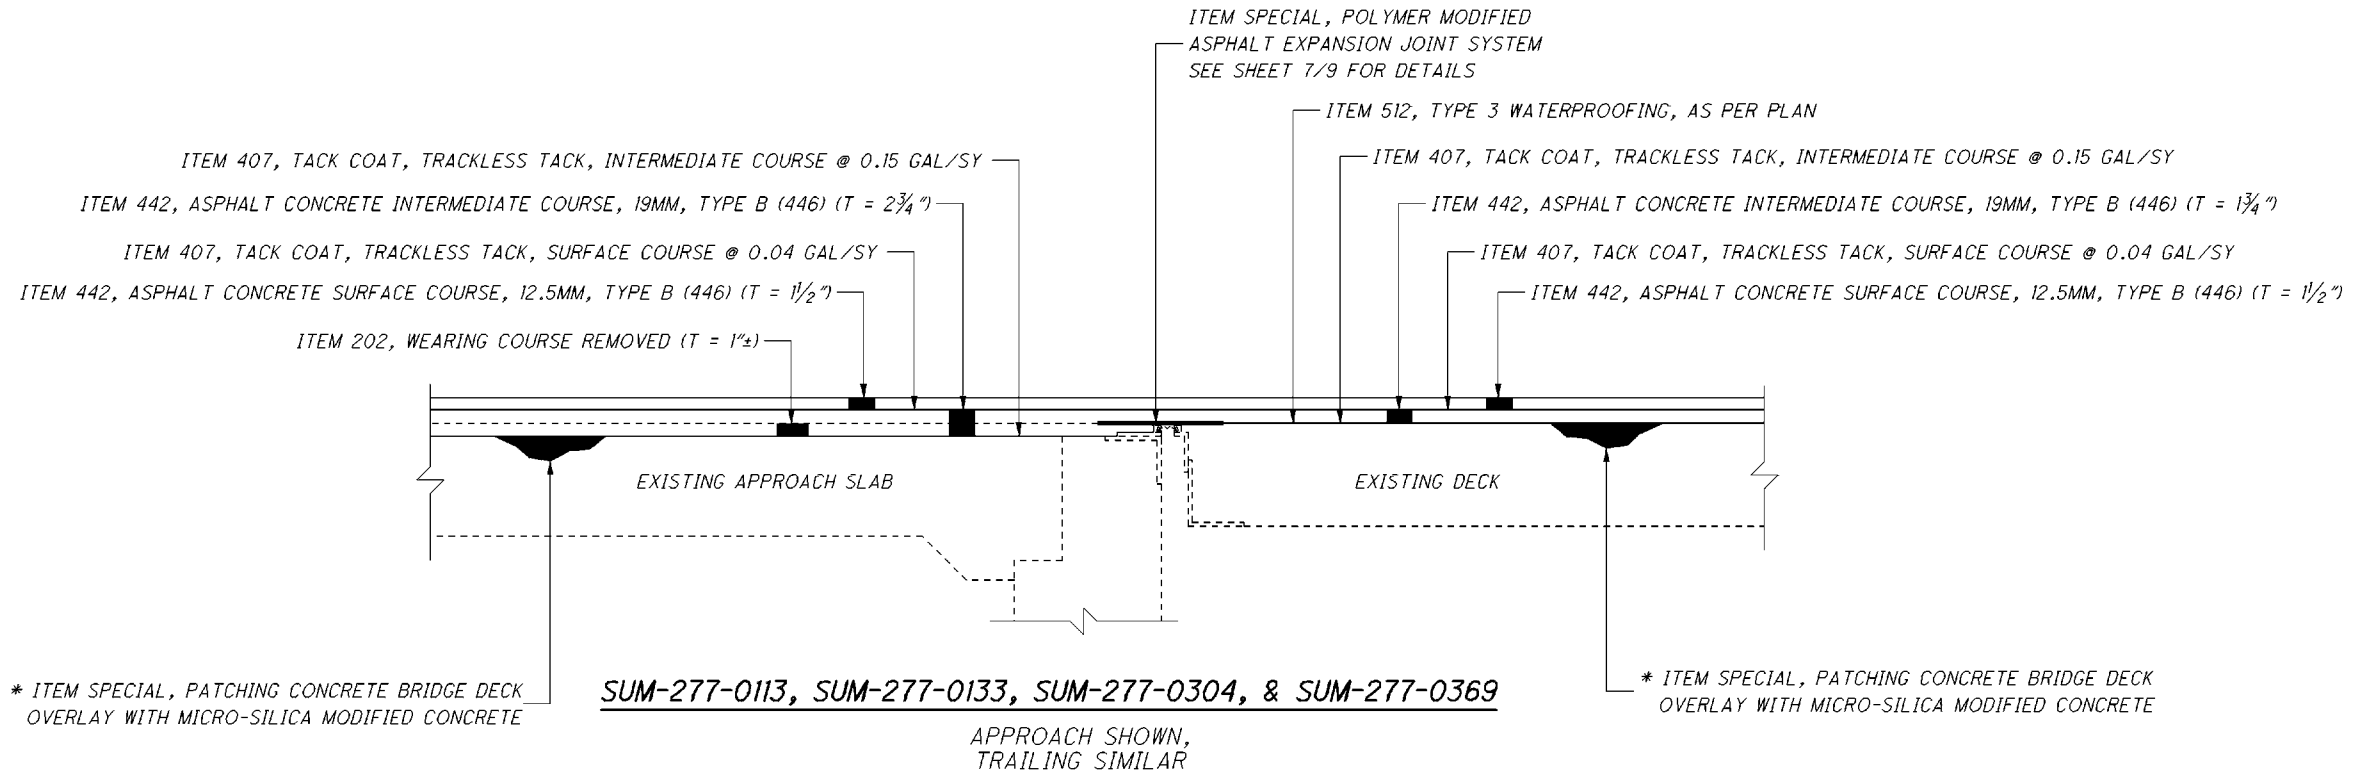 ITEM SPECIAL, POLYMER MODIFIED
ASPHALT EXPANSION JOINT SYSTEM
SEE SHEET 7/9 FOR DETAILS
ITEM 512, TYPE 3 WATERPROOFING, AS PER PLAN
ITEM 407, TACK COAT, TRACKLESS TACK, INTERMEDIATE COURSE @ 0.15 GAL/SY
ITEM 407, TACK COAT, TRACKLESS TACK, INTERMEDIATE COURSE @ 0.15 GAL/SY
ITEM 442, ASPHALT CONCRETE INTERMEDIATE COURSE, 19MM, TYPE B (446) (T = 2¾")
ITEM 442, ASPHALT CONCRETE INTERMEDIATE COURSE, 19MM, TYPE B (446) (T = 1¾")
ITEM 407, TACK COAT, TRACKLESS TACK, SURFACE COURSE @ 0.04 GAL/SY
ITEM 407, TACK COAT, TRACKLESS TACK, SURFACE COURSE @ 0.04 GAL/SY
ITEM 442, ASPHALT CONCRETE SURFACE COURSE, 12.5MM, TYPE B (446) (T = 1½")
ITEM 442, ASPHALT CONCRETE SURFACE COURSE, 12.5MM, TYPE B (446) (T = 1½")
ITEM 202, WEARING COURSE REMOVED (T = 1"±)
EXISTING APPROACH SLAB
EXISTING DECK
* ITEM SPECIAL, PATCHING CONCRETE BRIDGE DECK
OVERLAY WITH MICRO-SILICA MODIFIED CONCRETE
* ITEM SPECIAL, PATCHING CONCRETE BRIDGE DECK
OVERLAY WITH MICRO-SILICA MODIFIED CONCRETE
SUM-277-0113, SUM-277-0133, SUM-277-0304, & SUM-277-0369
APPROACH SHOWN,
TRAILING SIMILAR